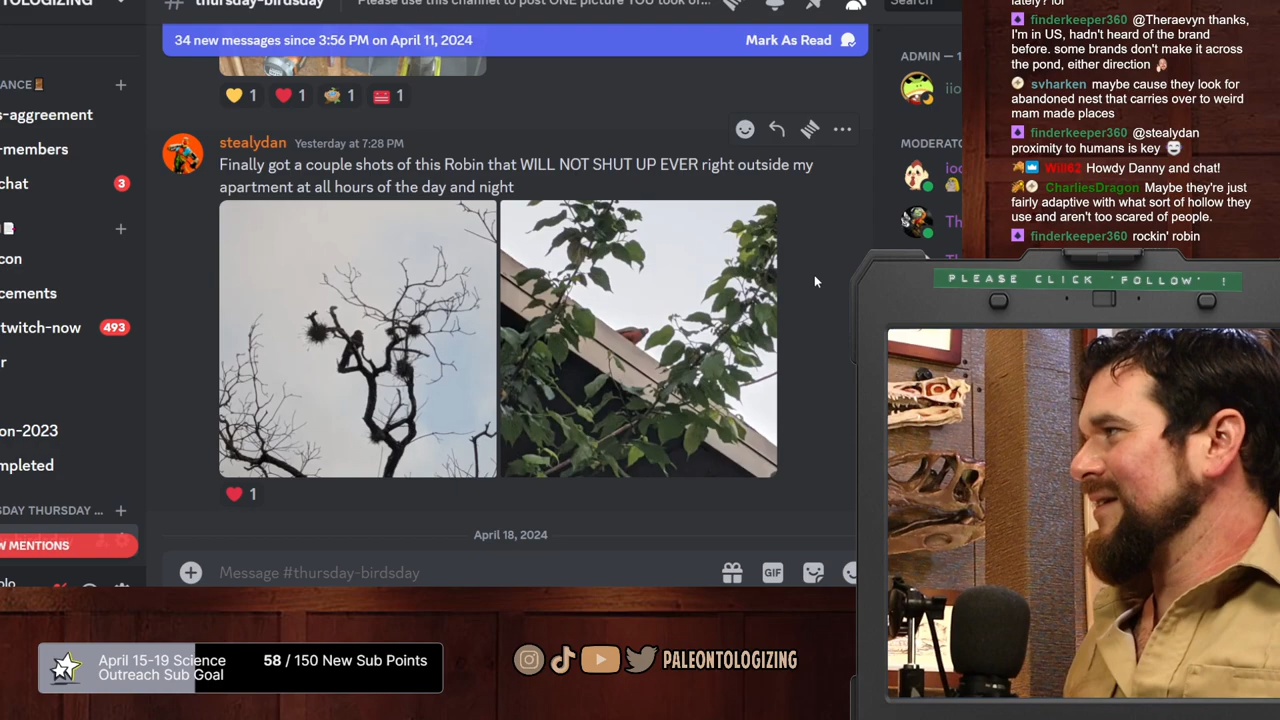 TOLOGIZING
thursday-birdsday
Please use this channel to post ONE picture YOU took of...
Search
34 new messages since 3:56 PM on April 11, 2024
Mark As Read
ANCE
s-aggreement
-members
chat
3
con
cements
twitch-now
493
r
on-2023
mpleted
SDAY THURSDAY ...
W MENTIONS
olo
1
1
1
1
stealydan Yesterday at 7:28 PM
Finally got a couple shots of this Robin that WILL NOT SHUT UP EVER right outside my
apartment at all hours of the day and night
1
April 18, 2024
Message #thursday-birdsday
GIF
ADMIN — 1
iio
MODERATO
ioc
Th
lately? lol
finderkeeper360 @Theraevyn thanks,
I'm in US, hadn't heard of the brand
before. some brands don't make it across
the pond, either direction
svharken maybe cause they look for
abandoned nest that carries over to weird
mam made places
finderkeeper360 @stealydan
proximity to humans is key
Will62 Howdy Danny and chat!
CharliesDragon Maybe they're just
fairly adaptive with what sort of hollow they
use and aren't too scared of people.
finderkeeper360 rockin' robin
PLEASE CLICK "FOLLOW" !
April 15-19 Science
Outreach Sub Goal
58 / 150 New Sub Points
PALEONTOLOGIZING